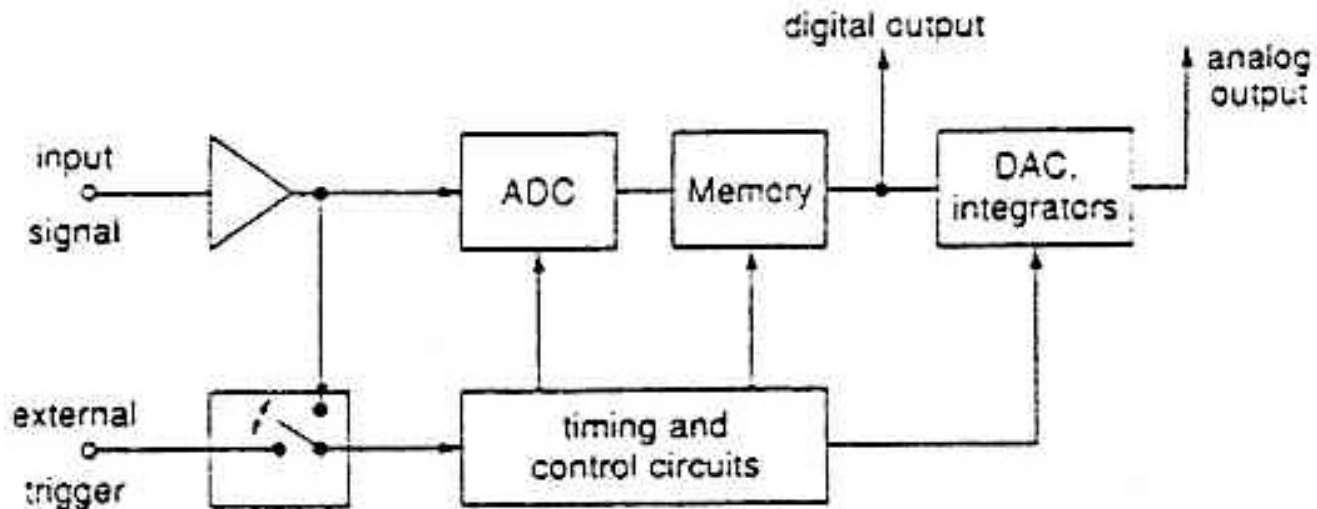 digital output
analog
output
input
signal
ADC
Memory
DAC,
integrators
external
trigger
timing and
control circuits